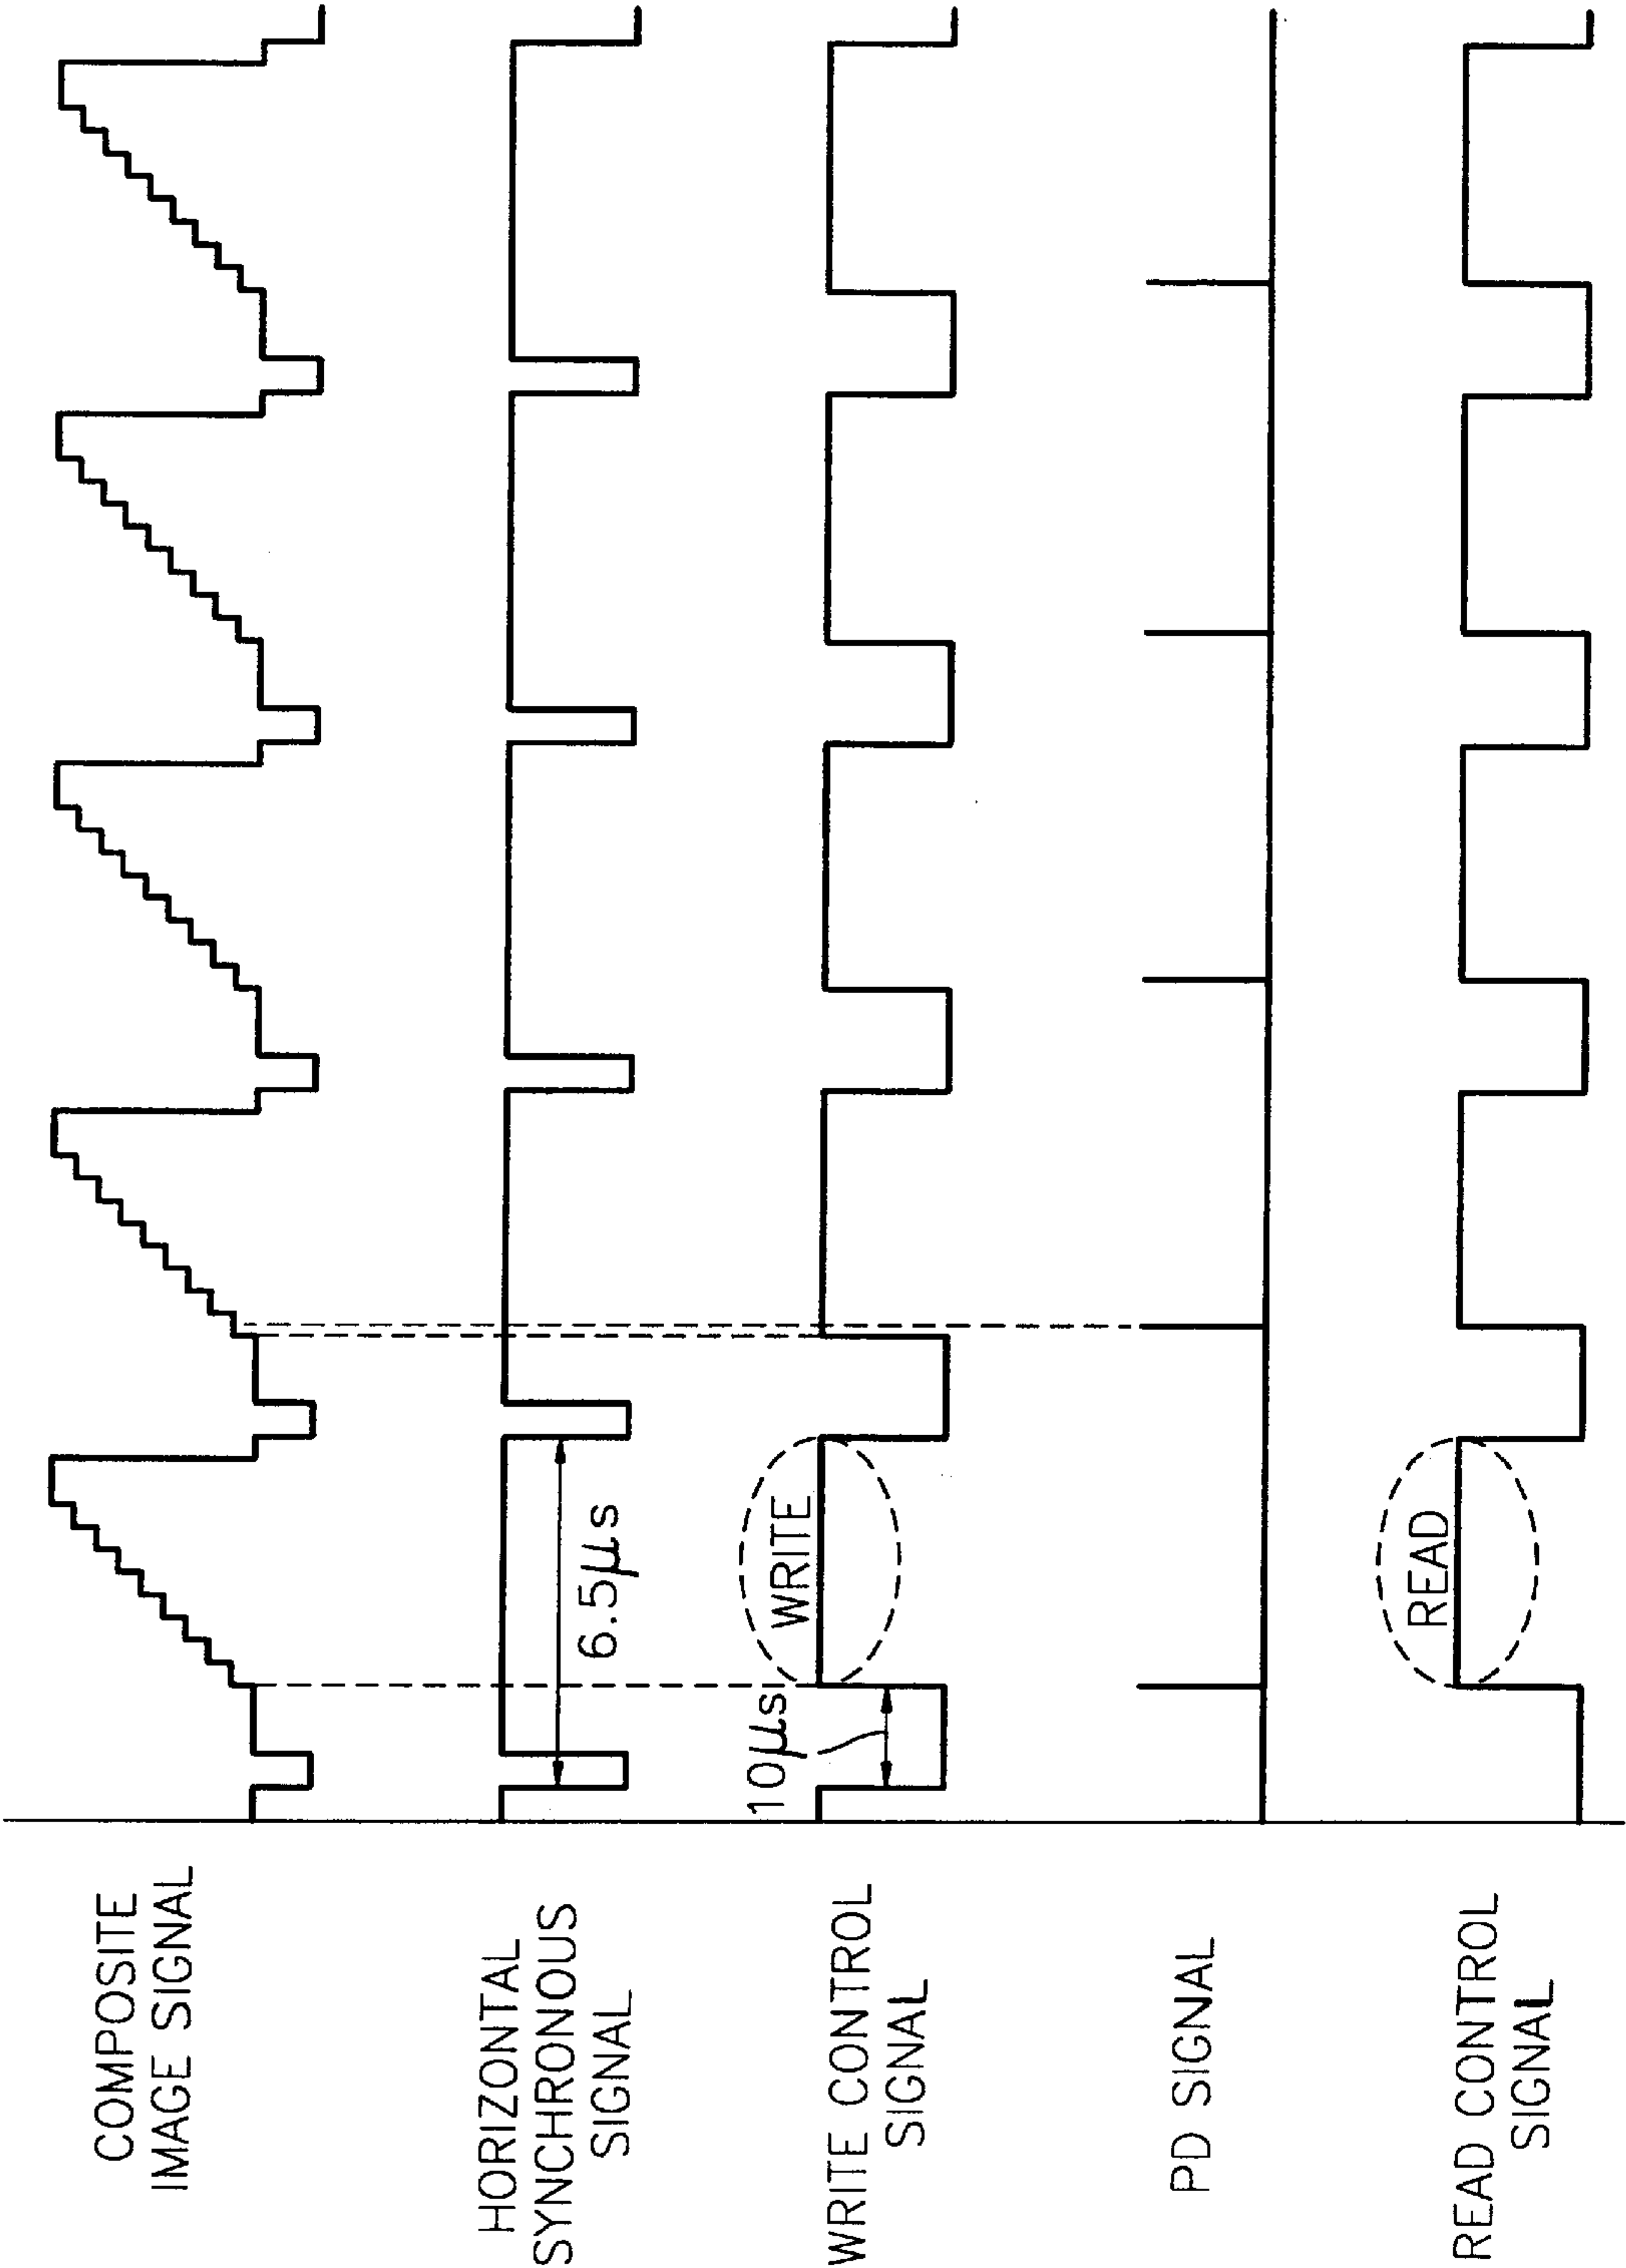 COMPOSITE
IMAGE SIGNAL
HORIZONTAL
SYNCHRONOUS
SIGNAL
6.5μs
WRITE CONTROL
SIGNAL
10μs
WRITE
PD SIGNAL
READ CONTROL
SIGNAL
READ